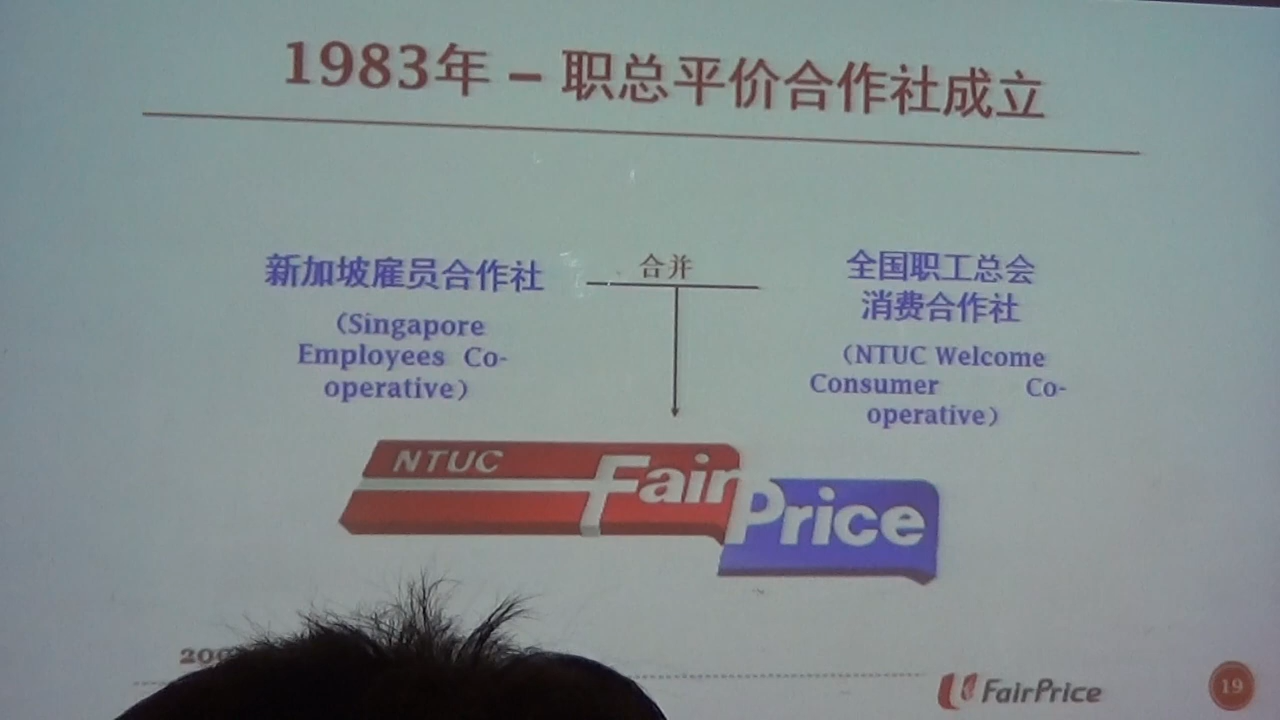 1983年 – 职总平价合作社成立
新加坡雇员合作社
(Singapore
Employees Co-
operative)
合并
全国职工总会
消费合作社
(NTUC Welcome
Consumer Co-
operative)
NTUC
Fair
Price
FairPrice
19